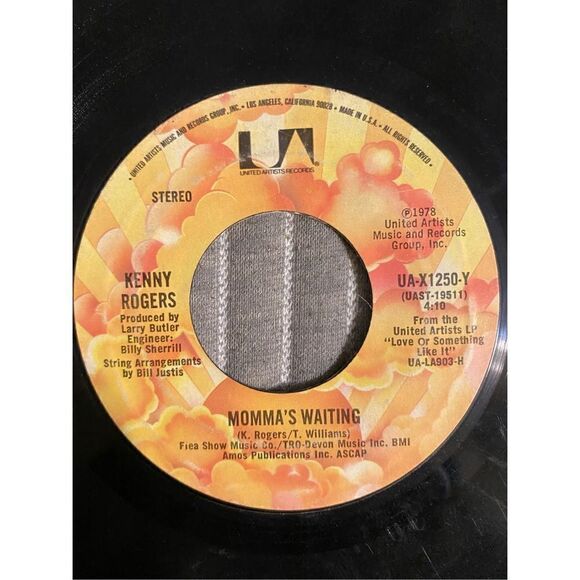 UNITED ARTISTS MUSIC AND RECORDS GROUP, INC. • LOS ANGELES, CALIFORNIA 90028 • MADE IN U.S.A. • ALL RIGHTS RESERVED •
UA®
UNITED ARTISTS RECORDS
STEREO
℗1978
United Artists
Music and Records
Group, Inc.
KENNY
ROGERS
Produced by
Larry Butler
Engineer:
Billy Sherrill
String Arrangements
by Bill Justis
UA-X1250-Y
(UAST-19511)
4:10
From the
United Artists LP
"Love Or Something
Like It"
UA-LA903-H
MOMMA'S WAITING
(K. Rogers/T. Williams)
Flea Show Music Co./TRO-Devon Music Inc. BMI
Amos Publications Inc. ASCAP